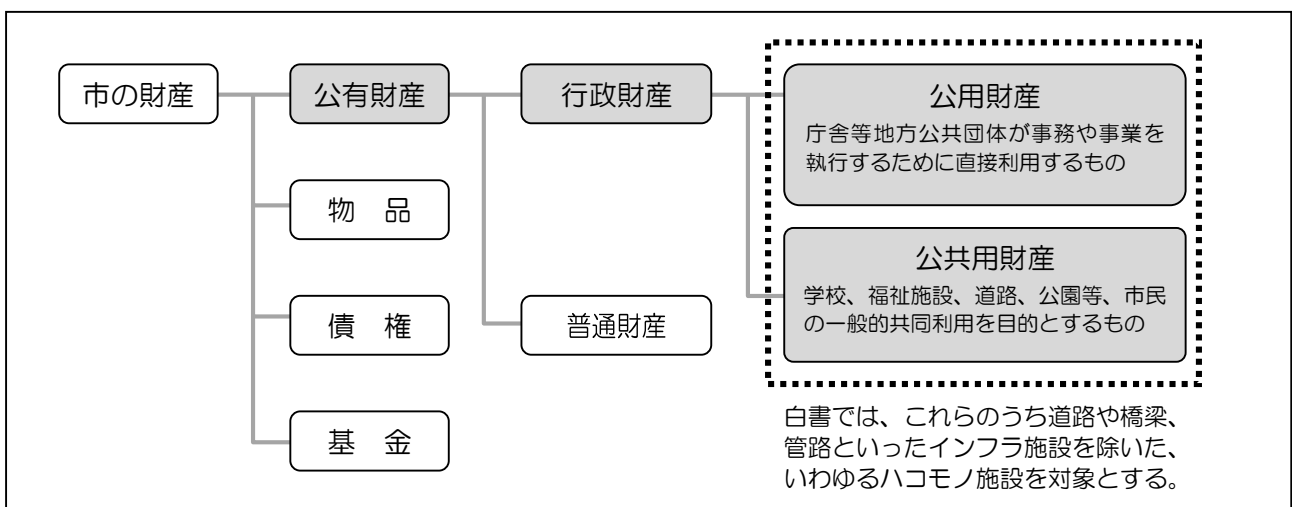 市の財産
公有財産
行政財産
公用財産
庁舎等地方公共団体が事務や事業を
執行するために直接利用するもの
物　品
公共用財産
学校、福祉施設、道路、公園等、市民
の一般的共同利用を目的とするもの
債　権
普通財産
基　金
白書では、これらのうち道路や橋梁、
管路といったインフラ施設を除いた、
いわゆるハコモノ施設を対象とする。